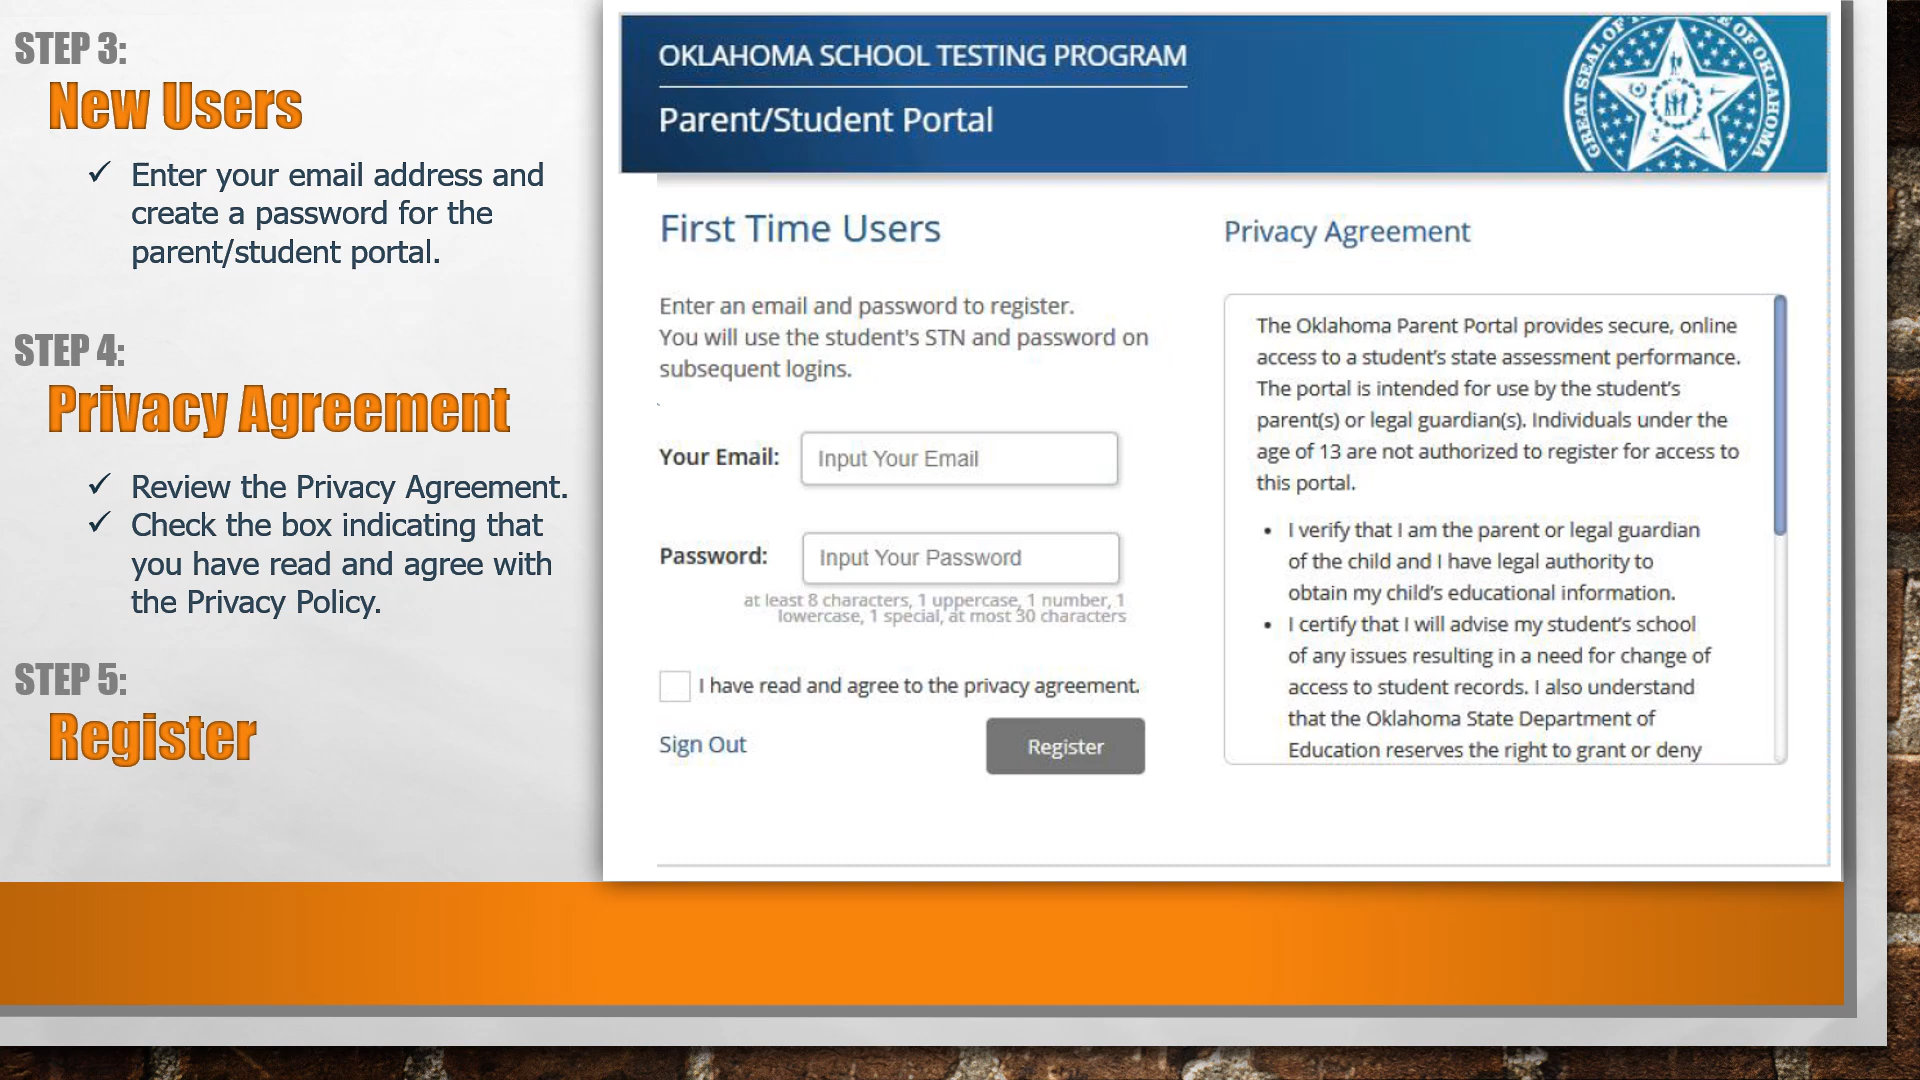 STEP 3:
New Users
✓ Enter your email address and
create a password for the
parent/student portal.
STEP 4:
Privacy Agreement
✓ Review the Privacy Agreement.
✓ Check the box indicating that
you have read and agree with
the Privacy Policy.
STEP 5:
Register
OKLAHOMA SCHOOL TESTING PROGRAM
Parent/Student Portal
GREAT SEAL OF THE STATE OF OKLAHOMA
First Time Users
Enter an email and password to register.
You will use the student's STN and password on
subsequent logins.
Your Email: Input Your Email
Password: Input Your Password
at least 8 characters, 1 uppercase, 1 number, 1
lowercase, 1 special, at most 30 characters
I have read and agree to the privacy agreement.
Sign Out
Register
Privacy Agreement
The Oklahoma Parent Portal provides secure, online
access to a student’s state assessment performance.
The portal is intended for use by the student’s
parent(s) or legal guardian(s). Individuals under the
age of 13 are not authorized to register for access to
this portal.
• I verify that I am the parent or legal guardian
of the child and I have legal authority to
obtain my child’s educational information.
• I certify that I will advise my student’s school
of any issues resulting in a need for change of
access to student records. I also understand
that the Oklahoma State Department of
Education reserves the right to grant or deny